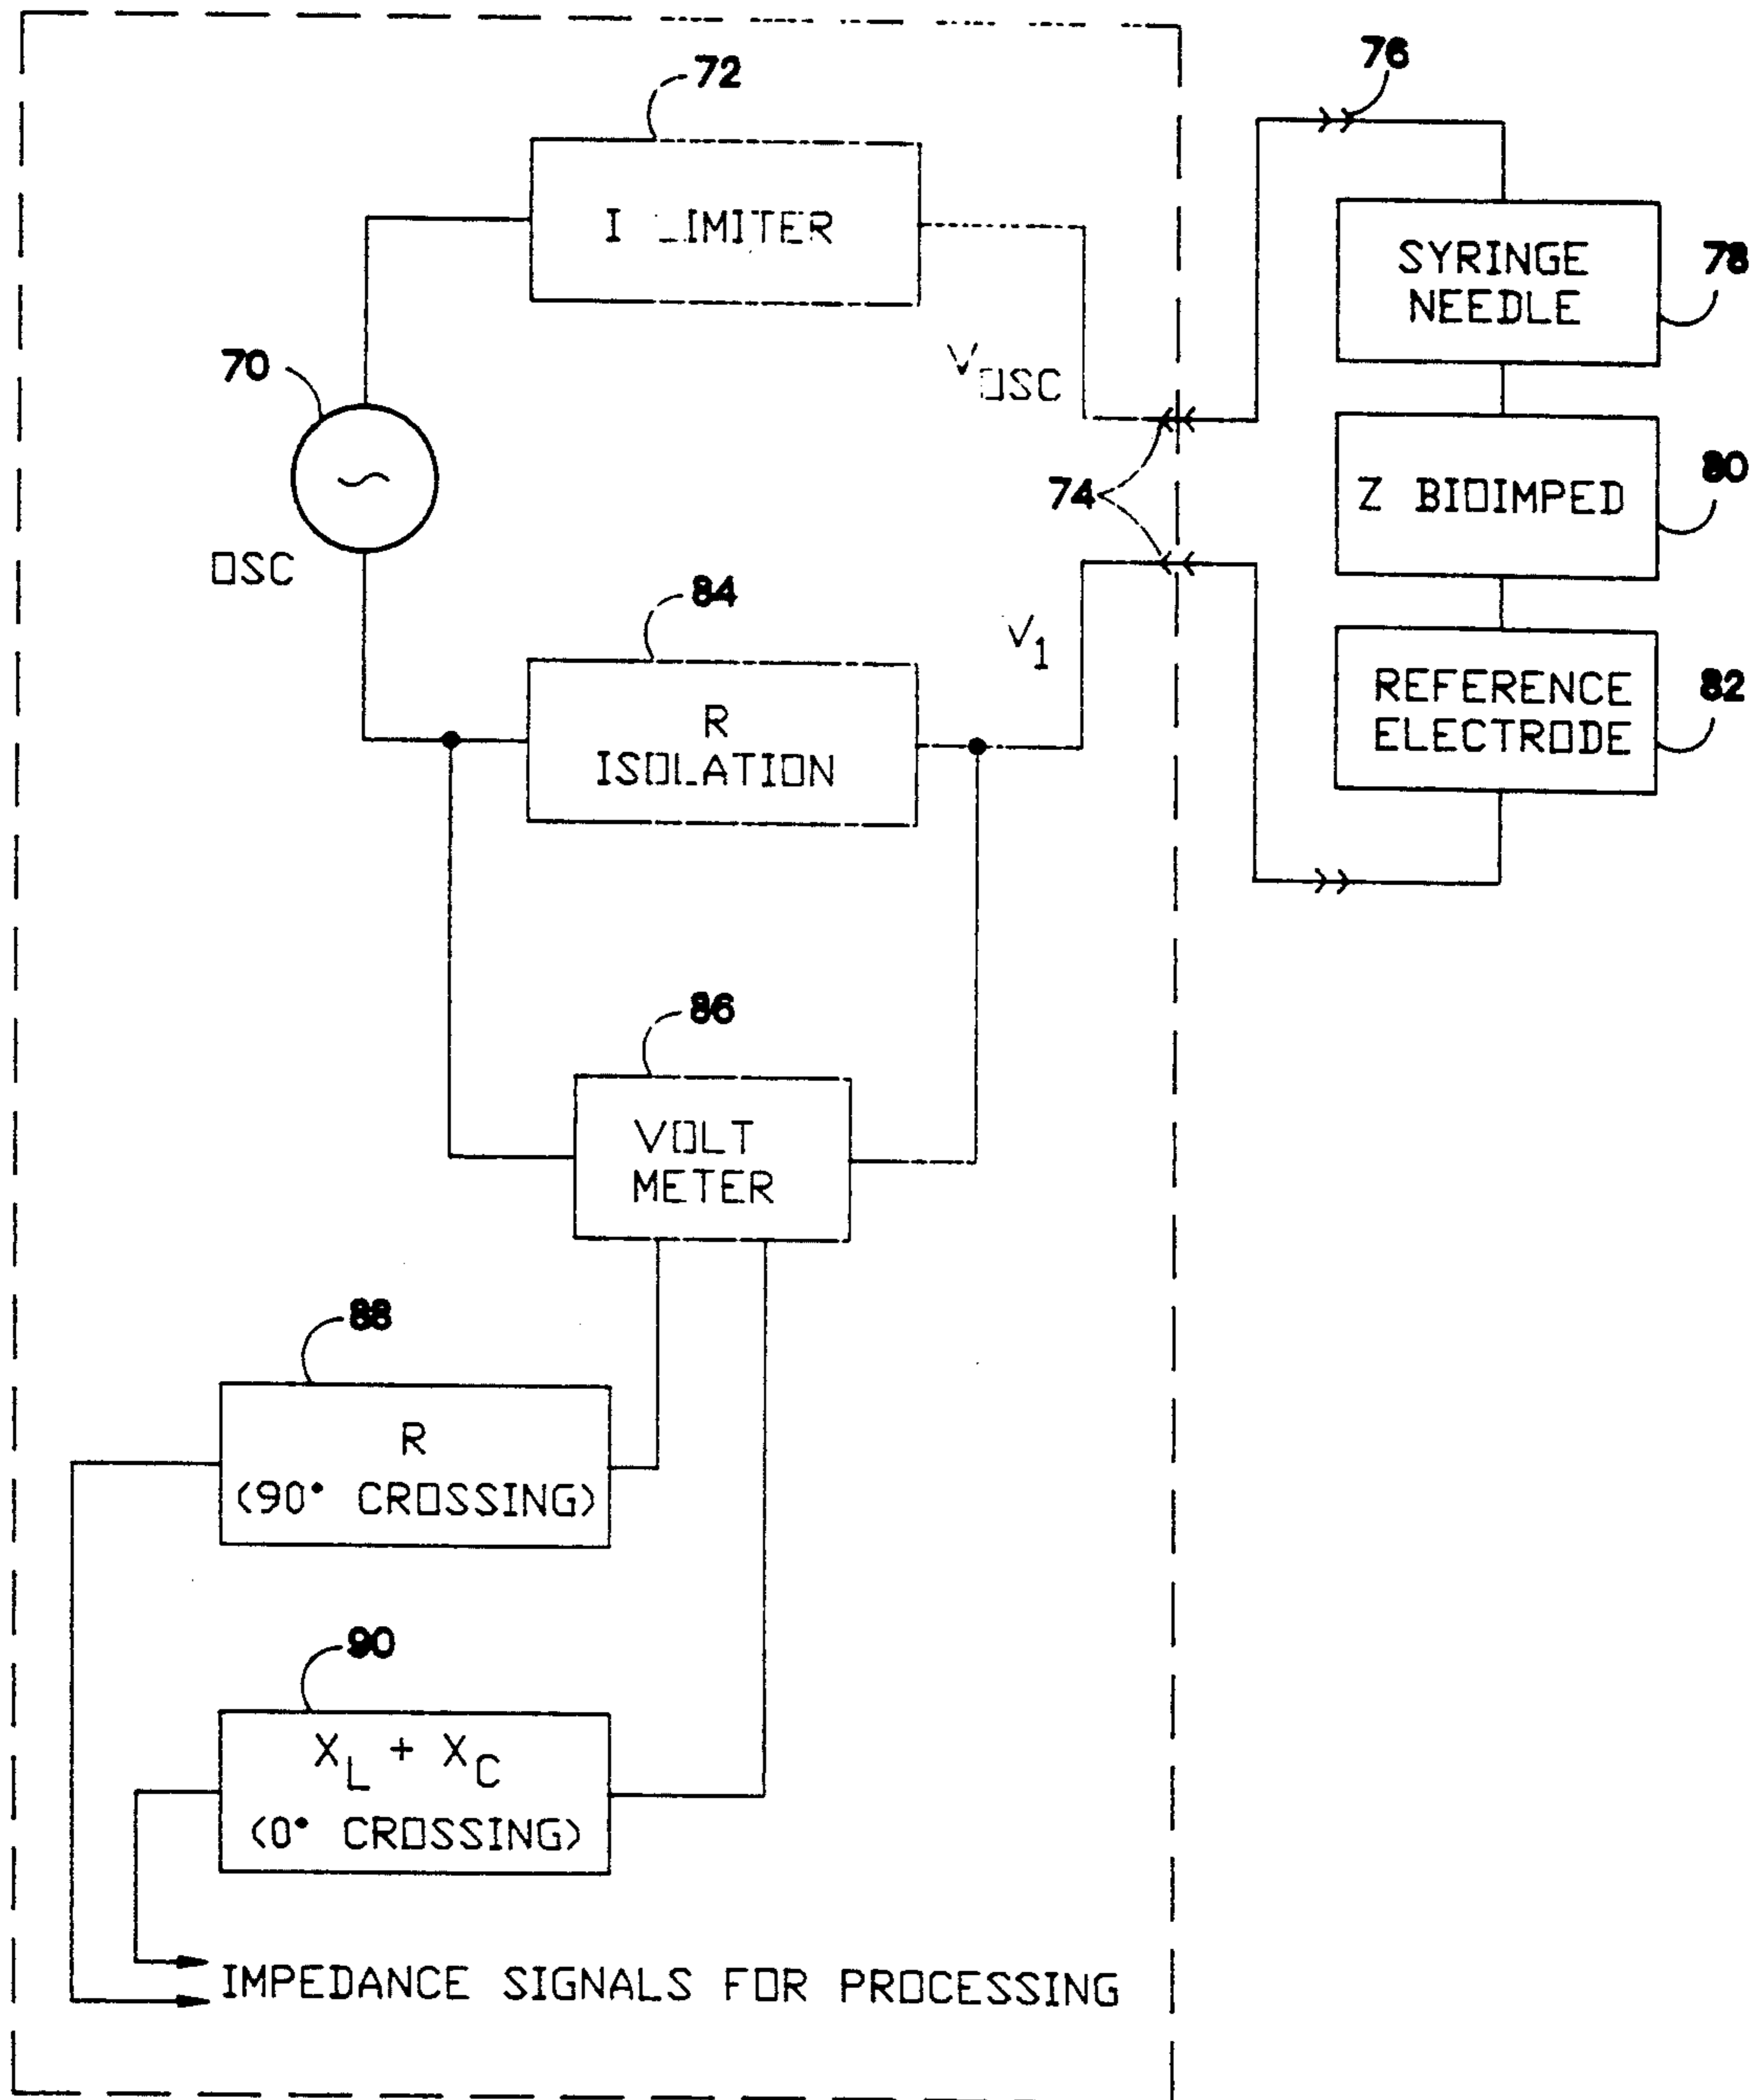 76
72
I LIMITER
SYRINGE
NEEDLE
78
70
VOSC
OSC
74
Z BIOIMPED
80
84
V1
R
ISOLATION
REFERENCE
ELECTRODE
82
86
VOLT
METER
88
R
(90° CROSSING)
90
XL + XC
(0° CROSSING)
IMPEDANCE SIGNALS FOR PROCESSING